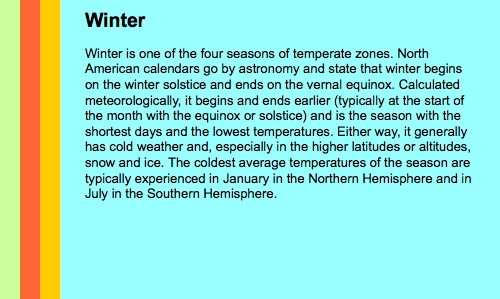 Winter
Winter is one of the four seasons of temperate zones. North
American calendars go by astronomy and state that winter begins
on the winter solstice and ends on the vernal equinox. Calculated
meteorologically, it begins and ends earlier (typically at the start of
the month with the equinox or solstice) and is the season with the
shortest days and the lowest temperatures. Either way, it generally
has cold weather and, especially in the higher latitudes or altitudes,
snow and ice. The coldest average temperatures of the season are
typically experienced in January in the Northern Hemisphere and in
July in the Southern Hemisphere.